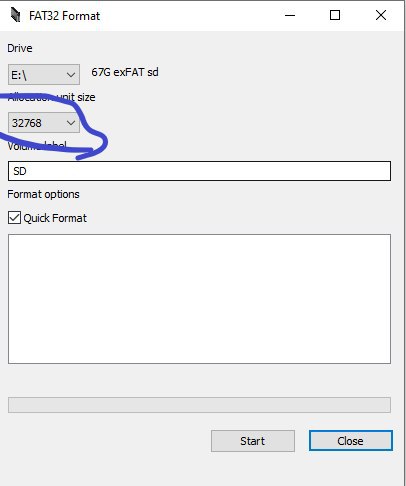 FAT32 Format
Drive
E:\ 67G exFAT sd
Allocation unit size
32768
Volume label
SD
Format options
Quick Format
Start Close